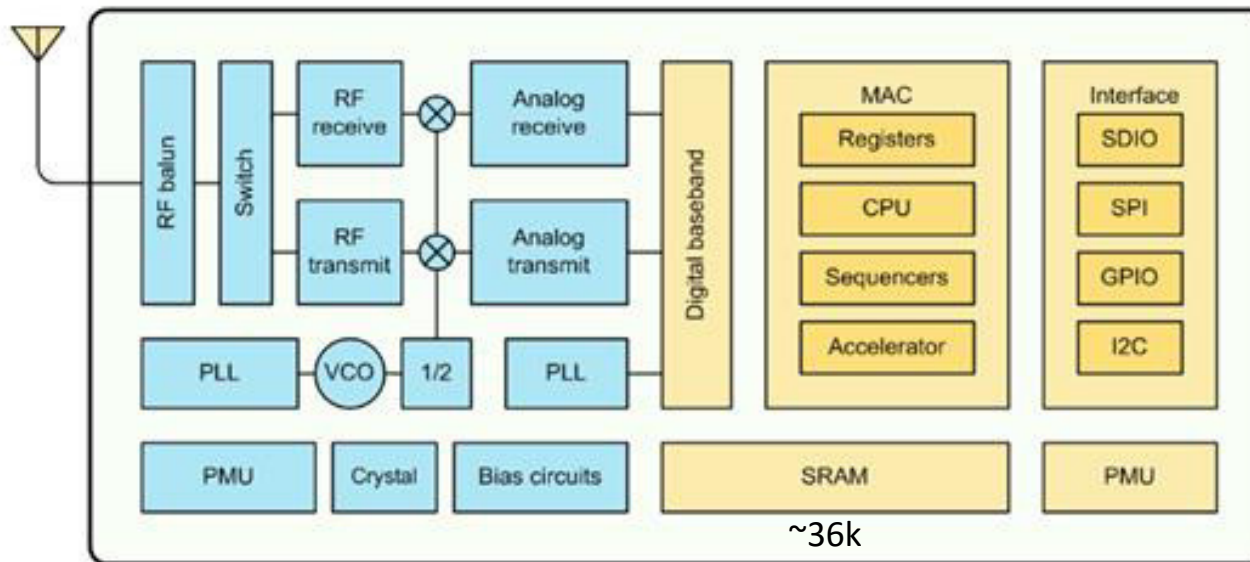 RF balun
Switch
RF
receive
Analog
receive
RF
transmit
Analog
transmit
Digital baseband
MAC
Registers
CPU
Sequencers
Accelerator
Interface
SDIO
SPI
GPIO
I2C
PLL
VCO
1/2
PLL
PMU
Crystal
Bias circuits
SRAM
PMU
~36k